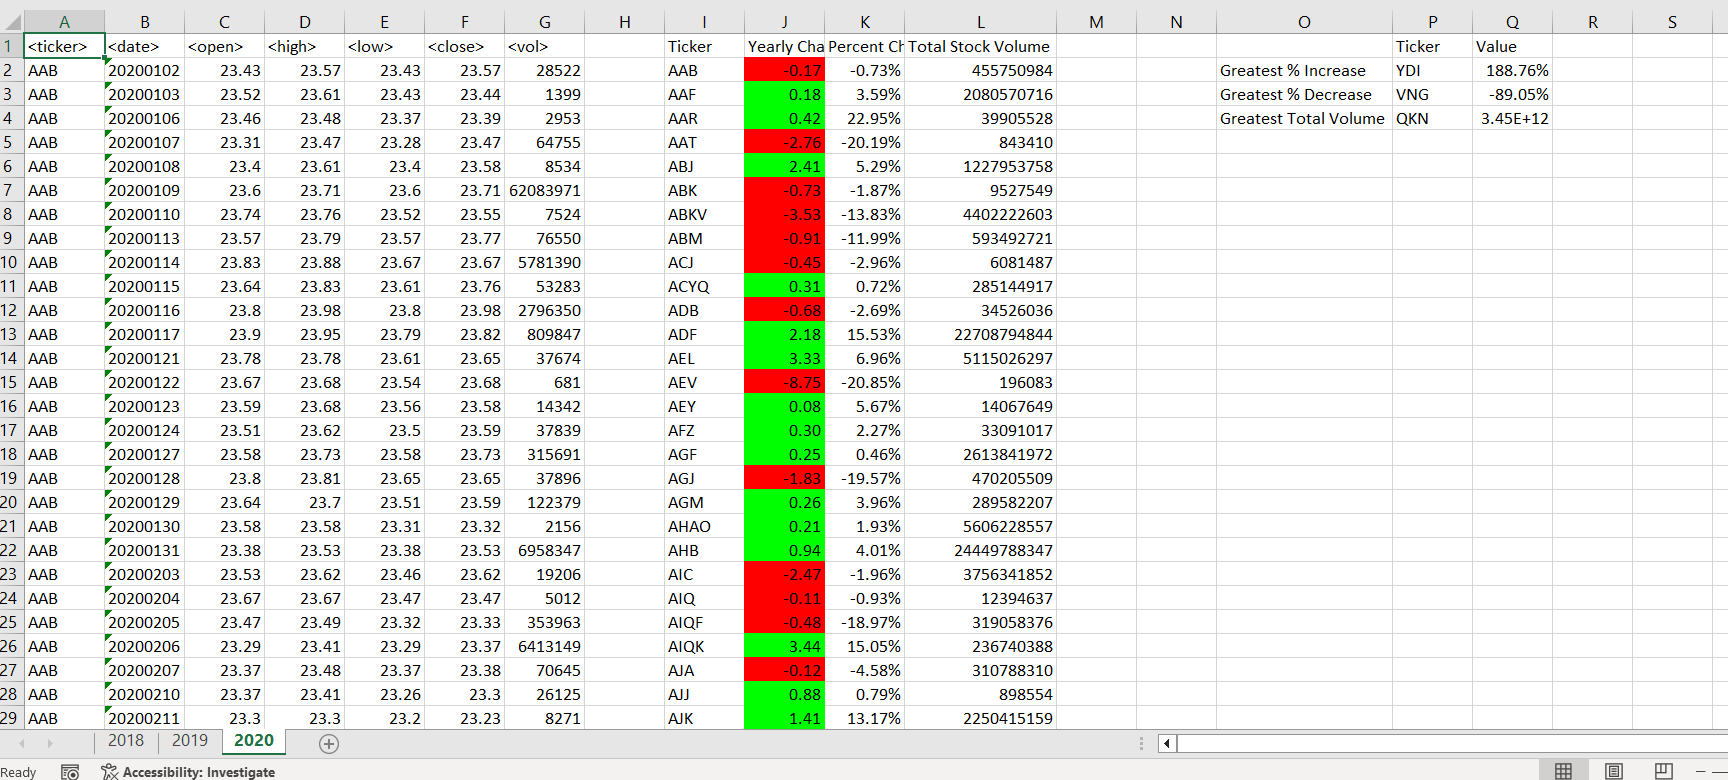 A B C D E F G H I J K L M N O P Q R S
1 <ticker> <date> <open> <high> <low> <close> <vol> Ticker Yearly Cha Percent Ch Total Stock Volume Ticker Value
2 AAB 20200102 23.43 23.57 23.43 23.57 28522 AAB -0.17 -0.73% 455750984 Greatest % Increase YDI 188.76%
3 AAB 20200103 23.52 23.61 23.43 23.44 1399 AAF 0.18 3.59% 2080570716 Greatest % Decrease VNG -89.05%
4 AAB 20200106 23.46 23.48 23.37 23.39 2953 AAR 0.42 22.95% 39905528 Greatest Total Volume QKN 3.45E+12
5 AAB 20200107 23.31 23.47 23.28 23.47 64755 AAT -2.76 -20.19% 843410
6 AAB 20200108 23.4 23.61 23.4 23.58 8534 ABJ 2.41 5.29% 1227953758
7 AAB 20200109 23.6 23.71 23.6 23.71 62083971 ABK -0.73 -1.87% 9527549
8 AAB 20200110 23.74 23.76 23.52 23.55 7524 ABKV -3.53 -13.83% 4402222603
9 AAB 20200113 23.57 23.79 23.57 23.77 76550 ABM -0.91 -11.99% 593492721
10 AAB 20200114 23.83 23.88 23.67 23.67 5781390 ACJ -0.45 -2.96% 6081487
11 AAB 20200115 23.64 23.83 23.61 23.76 53283 ACYQ 0.31 0.72% 285144917
12 AAB 20200116 23.8 23.98 23.8 23.98 2796350 ADB -0.68 -2.69% 34526036
13 AAB 20200117 23.9 23.95 23.79 23.82 809847 ADF 2.18 15.53% 22708794844
14 AAB 20200121 23.78 23.78 23.61 23.65 37674 AEL 3.33 6.96% 5115026297
15 AAB 20200122 23.67 23.68 23.54 23.68 681 AEV -8.75 -20.85% 196083
16 AAB 20200123 23.59 23.68 23.56 23.58 14342 AEY 0.08 5.67% 14067649
17 AAB 20200124 23.51 23.62 23.5 23.59 37839 AFZ 0.30 2.27% 33091017
18 AAB 20200127 23.58 23.73 23.58 23.73 315691 AGF 0.25 0.46% 2613841972
19 AAB 20200128 23.8 23.81 23.65 23.65 37896 AGJ -1.83 -19.57% 470205509
20 AAB 20200129 23.64 23.7 23.51 23.59 122379 AGM 0.26 3.96% 289582207
21 AAB 20200130 23.58 23.58 23.31 23.32 2156 AHAO 0.21 1.93% 5606228557
22 AAB 20200131 23.38 23.53 23.38 23.53 6958347 AHB 0.94 4.01% 24449788347
23 AAB 20200203 23.53 23.62 23.46 23.62 19206 AIC -2.47 -1.96% 3756341852
24 AAB 20200204 23.67 23.67 23.47 23.47 5012 AIQ -0.11 -0.93% 12394637
25 AAB 20200205 23.47 23.49 23.32 23.33 353963 AIQF -0.48 -18.97% 319058376
26 AAB 20200206 23.29 23.41 23.29 23.37 6413149 AIQK 3.44 15.05% 236740388
27 AAB 20200207 23.37 23.48 23.37 23.38 70645 AJA -0.12 -4.58% 310788310
28 AAB 20200210 23.37 23.41 23.26 23.3 26125 AJJ 0.88 0.79% 898554
29 AAB 20200211 23.3 23.3 23.2 23.23 8271 AJK 1.41 13.17% 2250415159
2018 2019 2020
Ready Accessibility: Investigate